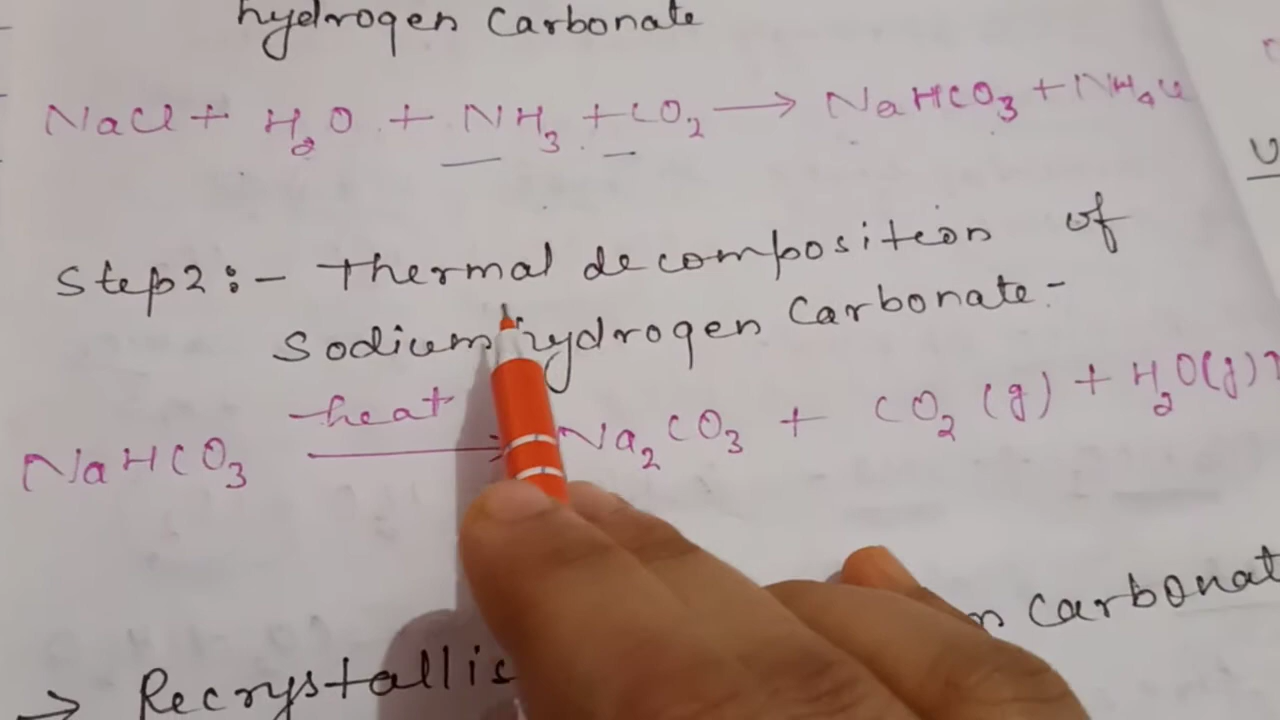 hydrogen Carbonate
NaCl + H₂O + NH₃ + CO₂ → NaHCO₃ + NH₄Cl
Step2:- Thermal decomposition of
Sodium hydrogen Carbonate-
heat
NaHCO₃ → Na₂CO₃ + CO₂ (g) + H₂O(g)↑
→ Carbonat